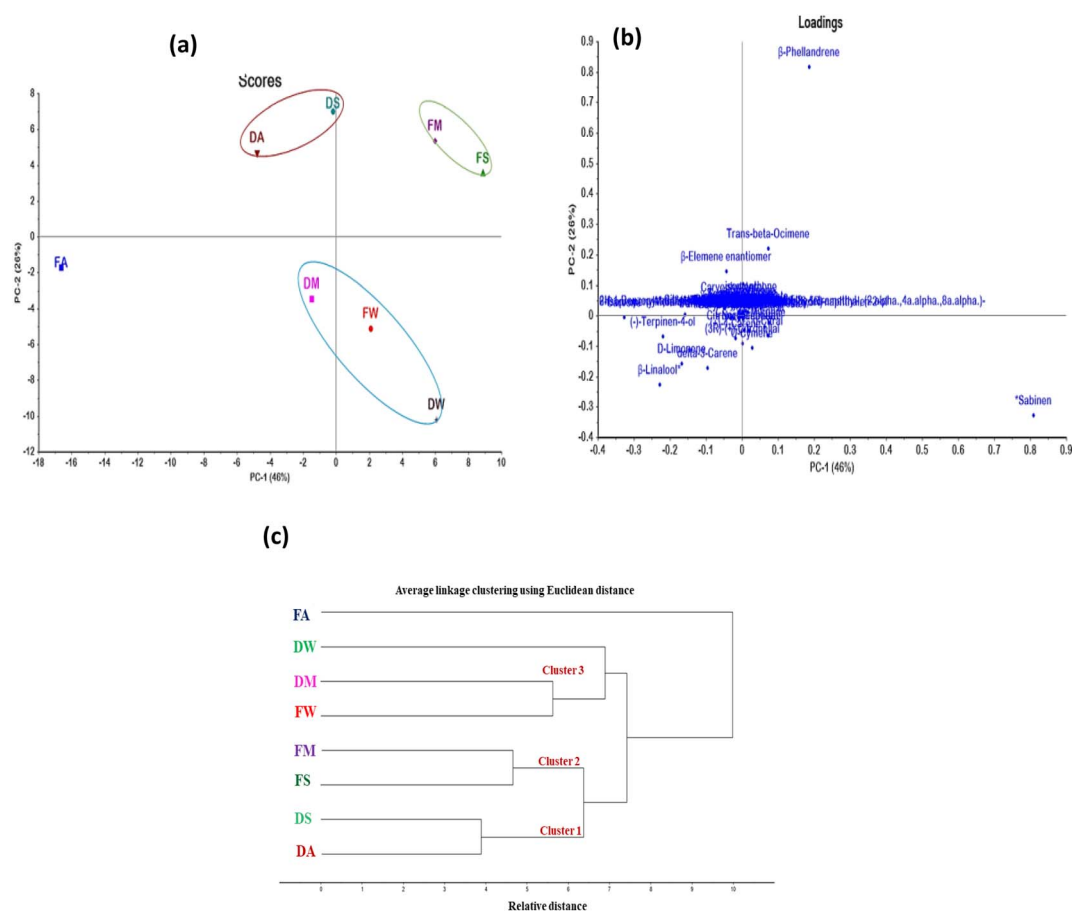 (a)
Scores
8
6
4
2
0
-2
-4
-6
-8
-10
-12
PC-2 (26%)
DS
DA
FM
FS
FA
DM
FW
DW
-18
-16
-14
-12
-10
-8
-6
-4
-2
0
2
4
6
8
10
PC-1 (46%)
(b)
Loadings
0.9
0.8
0.7
0.6
0.5
0.4
0.3
0.2
0.1
0
-0.1
-0.2
-0.3
-0.4
PC-2 (26%)
β-Phellandrene
Trans-beta-Ocimene
β-Elemene enantiomer
(-)-Terpinen-4-ol
D-Limonene
delta-3-Carene
β-Linalool*
*Sabinen
-0.4
-0.3
-0.2
-0.1
0
0.1
0.2
0.3
0.4
0.5
0.6
0.7
0.8
0.9
PC-1 (46%)
(c)
Average linkage clustering using Euclidean distance
FA
DW
Cluster 3
DM
FW
FM
Cluster 2
FS
DS
Cluster 1
DA
0
1
2
3
4
5
6
7
8
9
10
Relative distance